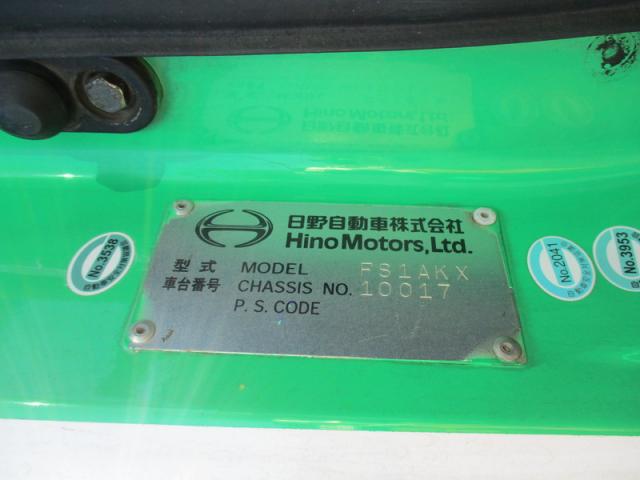 日野自動車株式会社
Hino Motors, Ltd.
型式 MODEL FS1AKX
車台番号 CHASSIS NO. 10017
P.S. CODE
No.3538
No.2041
No.3953